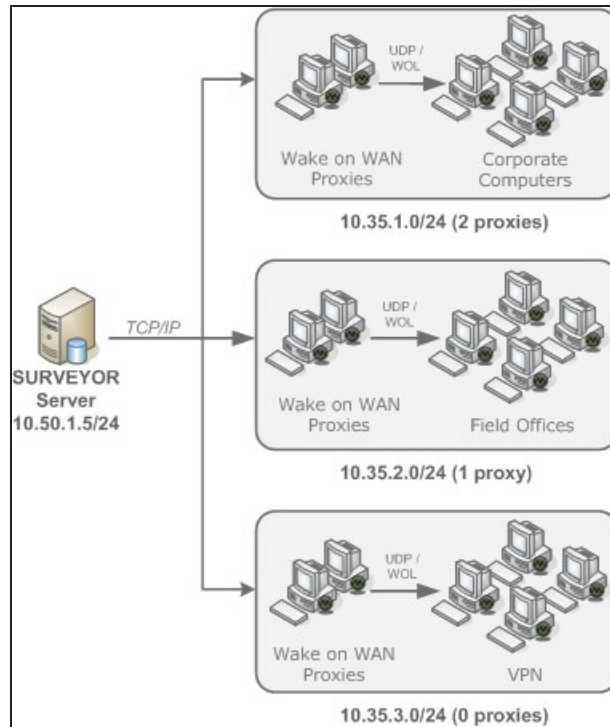 UDP /
WOL
Wake on WAN
Proxies
Corporate
Computers
10.35.1.0/24 (2 proxies)
TCP/IP
SURVEYOR
Server
10.50.1.5/24
UDP /
WOL
Wake on WAN
Proxies
Field Offices
10.35.2.0/24 (1 proxy)
UDP /
WOL
Wake on WAN
Proxies
VPN
10.35.3.0/24 (0 proxies)